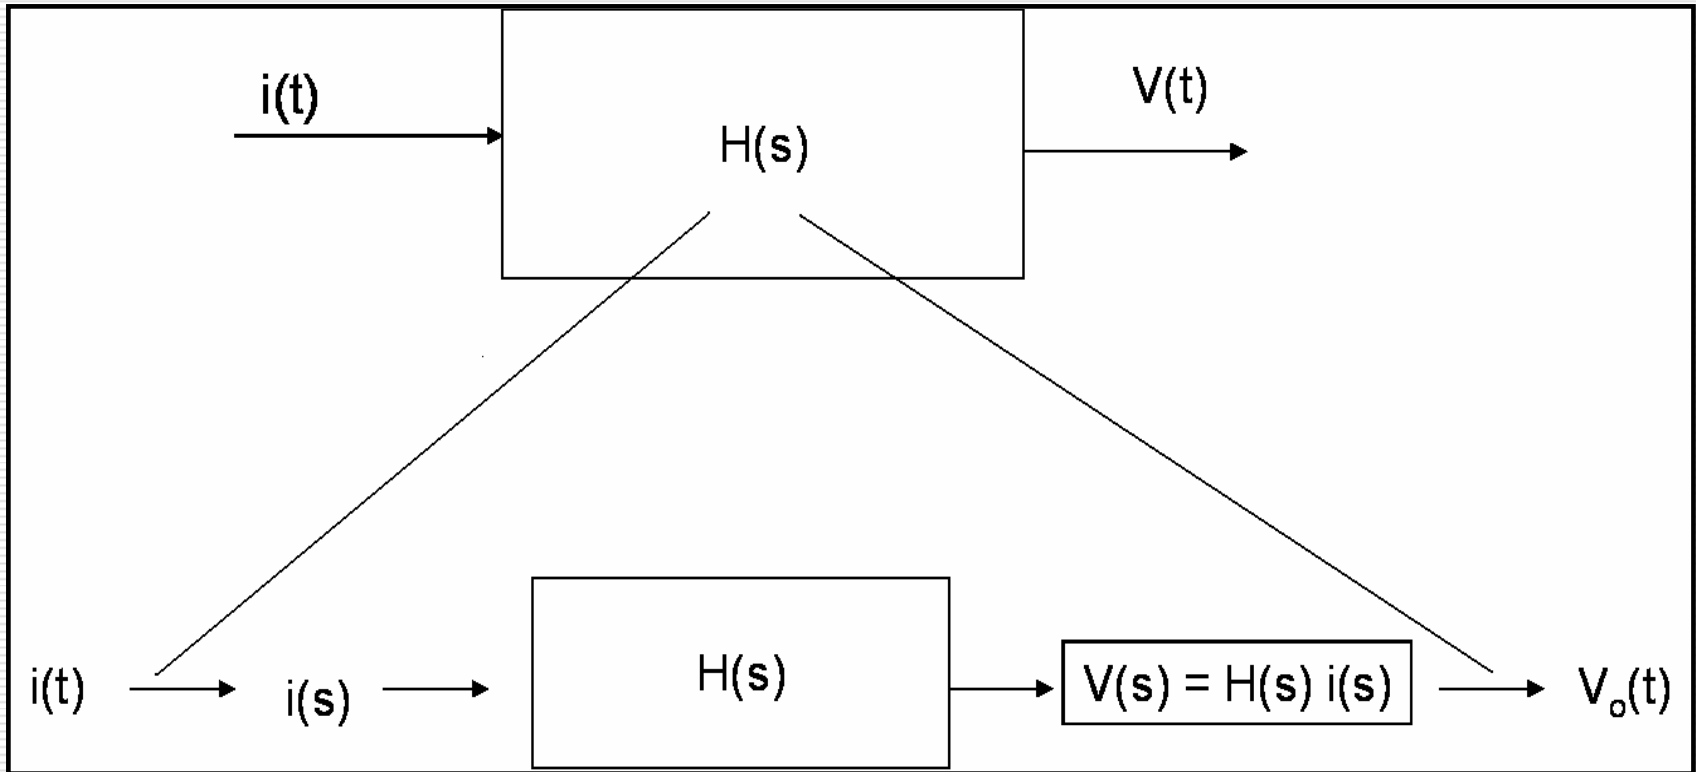 i(t)
V(t)
H(s)
i(t)
i(s)
H(s)
V(s) = H(s) i(s)
Vo(t)